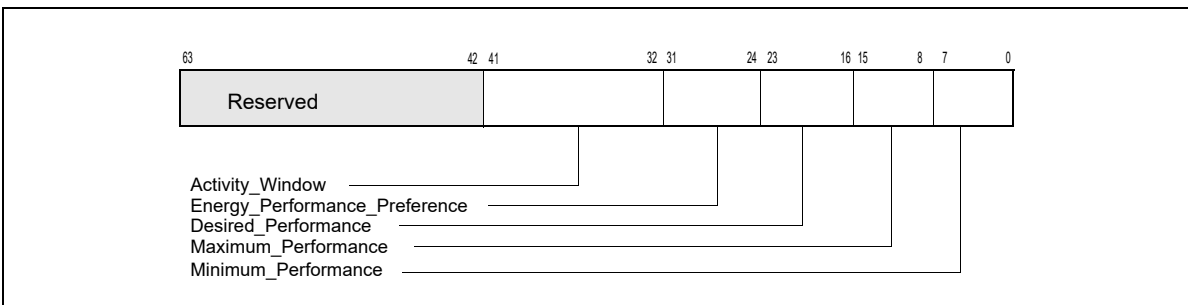 63 42 41 32 31 24 23 16 15 8 7 0
Reserved
Activity_Window
Energy_Performance_Preference
Desired_Performance
Maximum_Performance
Minimum_Performance